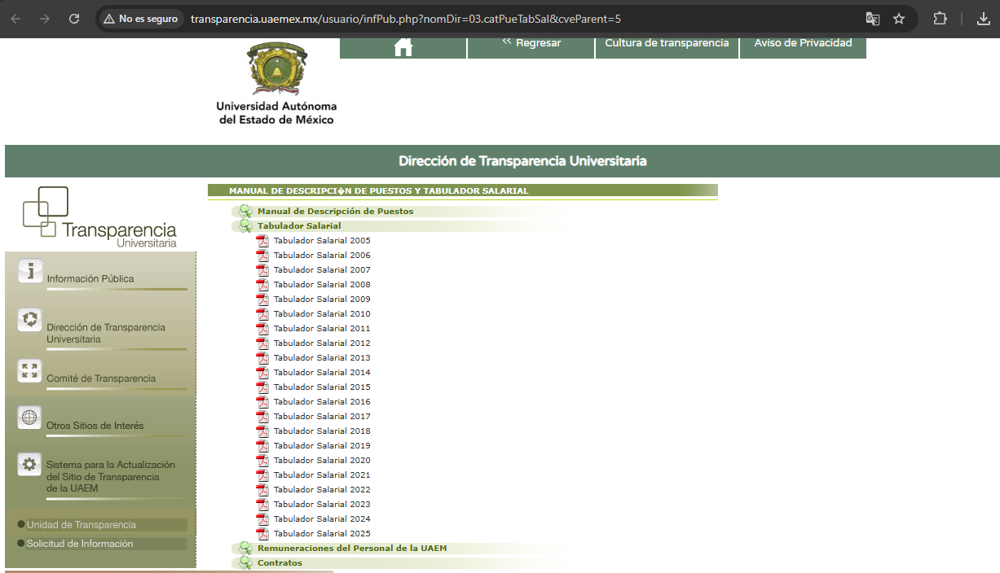 No es seguro
transparencia.uaemex.mx/usuario/infPub.php?nomDir=03.catPueTabSal&cveParent=5
Regresar
Cultura de transparencia
Aviso de Privacidad
Universidad Autónoma
del Estado de México
Dirección de Transparencia Universitaria
Transparencia
Universitaria
Información Pública
Dirección de Transparencia
Universitaria
Comité de Transparencia
Otros Sitios de Interés
Sistema para la Actualización
del Sitio de Transparencia
de la UAEM
Unidad de Transparencia
Solicitud de Información
MANUAL DE DESCRIPCI�N DE PUESTOS Y TABULADOR SALARIAL
Manual de Descripción de Puestos
Tabulador Salarial
Tabulador Salarial 2005
Tabulador Salarial 2006
Tabulador Salarial 2007
Tabulador Salarial 2008
Tabulador Salarial 2009
Tabulador Salarial 2010
Tabulador Salarial 2011
Tabulador Salarial 2012
Tabulador Salarial 2013
Tabulador Salarial 2014
Tabulador Salarial 2015
Tabulador Salarial 2016
Tabulador Salarial 2017
Tabulador Salarial 2018
Tabulador Salarial 2019
Tabulador Salarial 2020
Tabulador Salarial 2021
Tabulador Salarial 2022
Tabulador Salarial 2023
Tabulador Salarial 2024
Tabulador Salarial 2025
Remuneraciones del Personal de la UAEM
Contratos